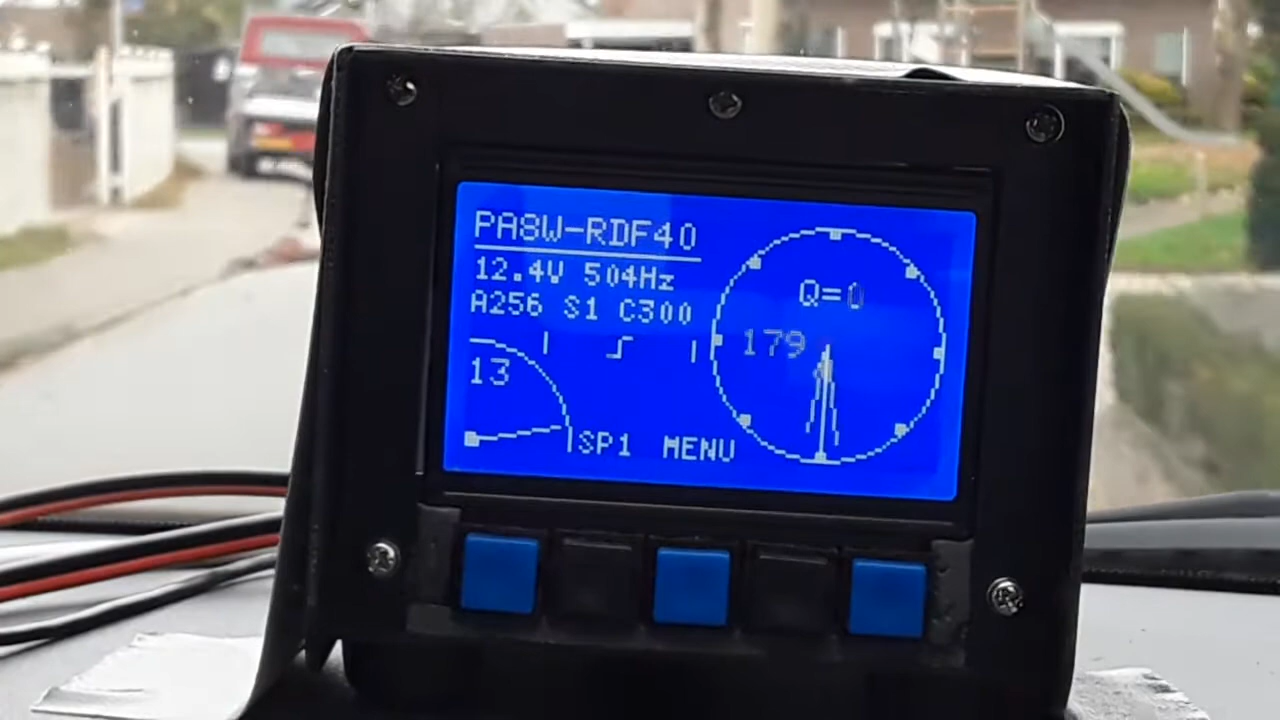 PA8W-RDF40
12.4V 504Hz
A256 S1 C300
13
SP1 MENU
Q=0
179